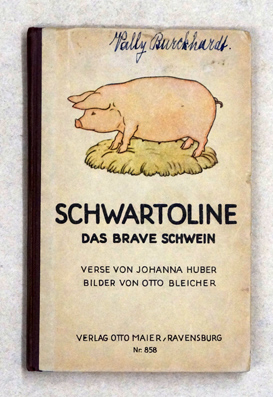 Wally Burckhardt.
SCHWARTOLINE
DAS BRAVE SCHWEIN
VERSE VON JOHANNA HUBER
BILDER VON OTTO BLEICHER
VERLAG OTTO MAIER, RAVENSBURG
Nr. 858